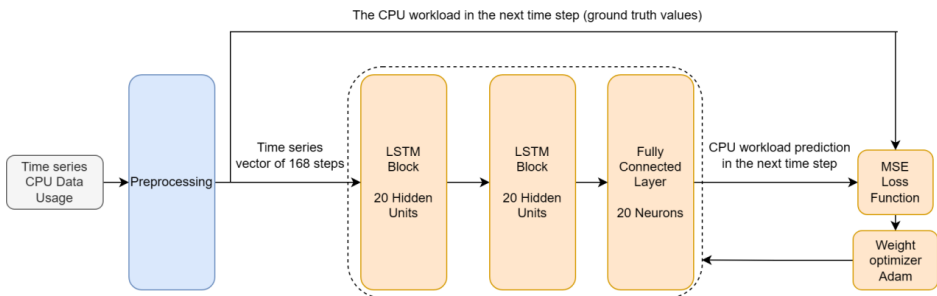 The CPU workload in the next time step (ground truth values)
Time series
CPU Data
Usage
Preprocessing
Time series
vector of 168 steps
LSTM
Block
20 Hidden
Units
LSTM
Block
20 Hidden
Units
Fully
Connected
Layer
20 Neurons
CPU workload prediction
in the next time step
MSE
Loss
Function
Weight
optimizer
Adam